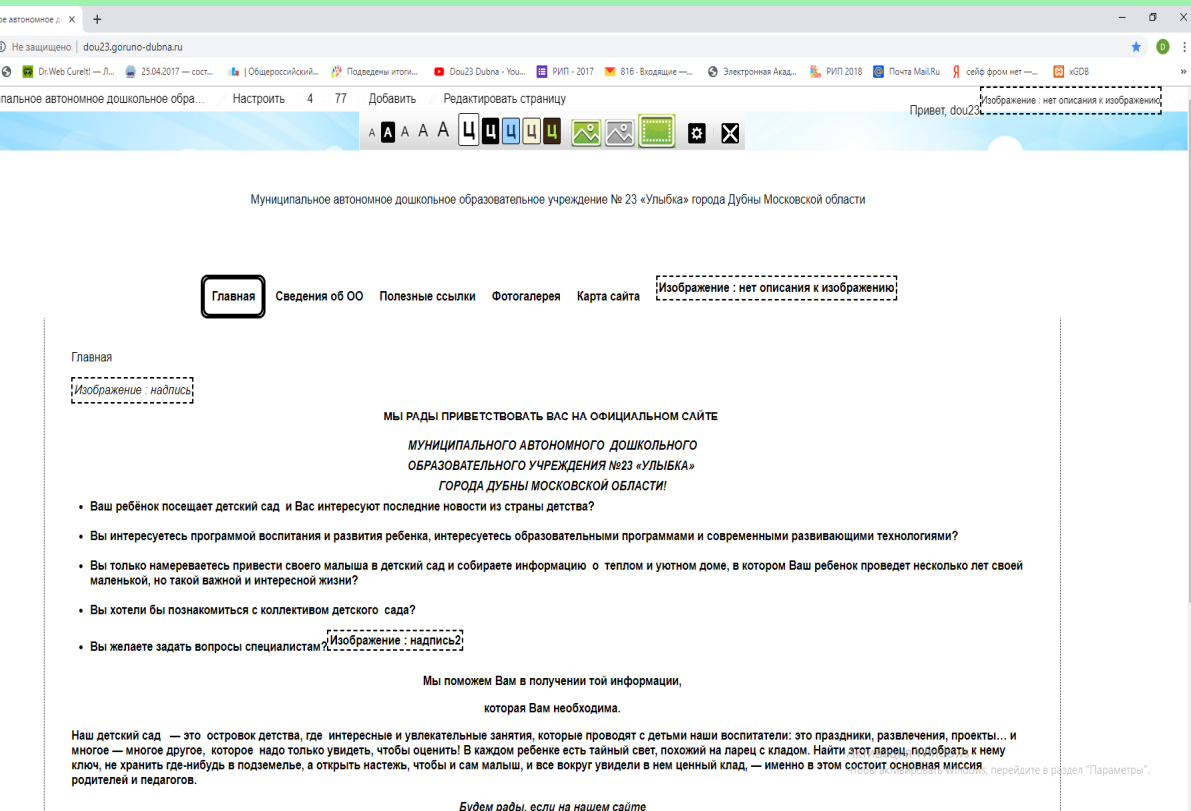 ое автономное д
Не защищено | dou23.goruno-dubna.ru
Dr.Web CureIt! — Л... 25.04.2017 — сост... | Общероссийский... Подведены итоги... Dou23 Dubna - You... РИП - 2017 816 - Входящие —... Электронная Акад... РИП 2018 Почта Mail.Ru сейф фром нет —... xGDB »
пальное автономное дошкольное обра... Настроить 4 77 Добавить Редактировать страницу
Привет, dou23 Изображение : нет описания к изображению
А А А А А Ц Ц Ц Ц Ц
Муниципальное автономное дошкольное образовательное учреждение № 23 «Улыбка» города Дубны Московской области
Главная Сведения об ОО Полезные ссылки Фотогалерея Карта сайта Изображение : нет описания к изображению
Главная
Изображение : надпись
МЫ РАДЫ ПРИВЕТСТВОВАТЬ ВАС НА ОФИЦИАЛЬНОМ САЙТЕ
МУНИЦИПАЛЬНОГО АВТОНОМНОГО ДОШКОЛЬНОГО
ОБРАЗОВАТЕЛЬНОГО УЧРЕЖДЕНИЯ №23 «УЛЫБКА»
ГОРОДА ДУБНЫ МОСКОВСКОЙ ОБЛАСТИ!
• Ваш ребёнок посещает детский сад и Вас интересуют последние новости из страны детства?
• Вы интересуетесь программой воспитания и развития ребенка, интересуетесь образовательными программами и современными развивающими технологиями?
• Вы только намереваетесь привести своего малыша в детский сад и собираете информацию о теплом и уютном доме, в котором Ваш ребенок проведет несколько лет своей
маленькой, но такой важной и интересной жизни?
• Вы хотели бы познакомиться с коллективом детского сада?
• Вы желаете задать вопросы специалистам? Изображение : надпись2
Мы поможем Вам в получении той информации,
которая Вам необходима.
Наш детский сад — это островок детства, где интересные и увлекательные занятия, которые проводят с детьми наши воспитатели: это праздники, развлечения, проекты... и
многое — многое другое, которое надо только увидеть, чтобы оценить! В каждом ребенке есть тайный свет, похожий на ларец с кладом. Найти этот ларец, подобрать к нему
ключ, не хранить где-нибудь в подземелье, а открыть настежь, чтобы и сам малыш, и все вокруг увидели в нем ценный клад, — именно в этом состоит основная миссия
чтобы активировать Windows, перейдите в раздел "Параметры".
родителей и педагогов.
Будем рады, если на нашем сайте